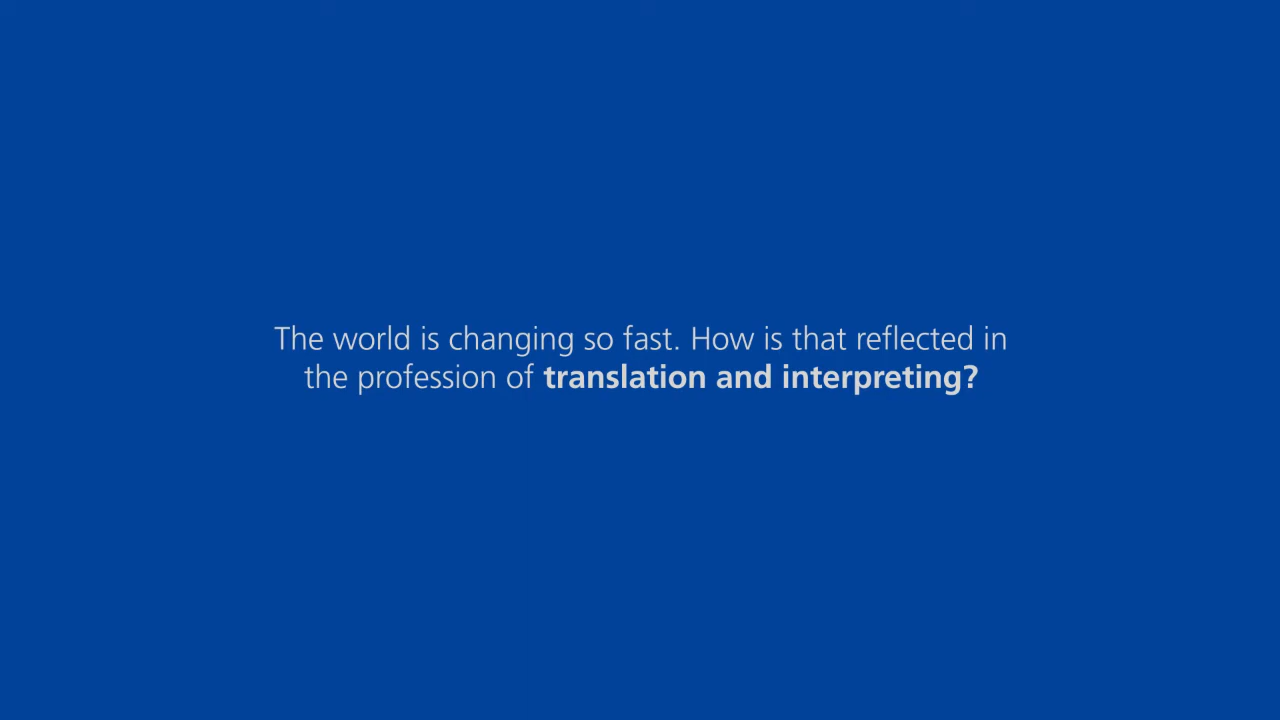 The world is changing so fast. How is that reflected in
the profession of translation and interpreting?